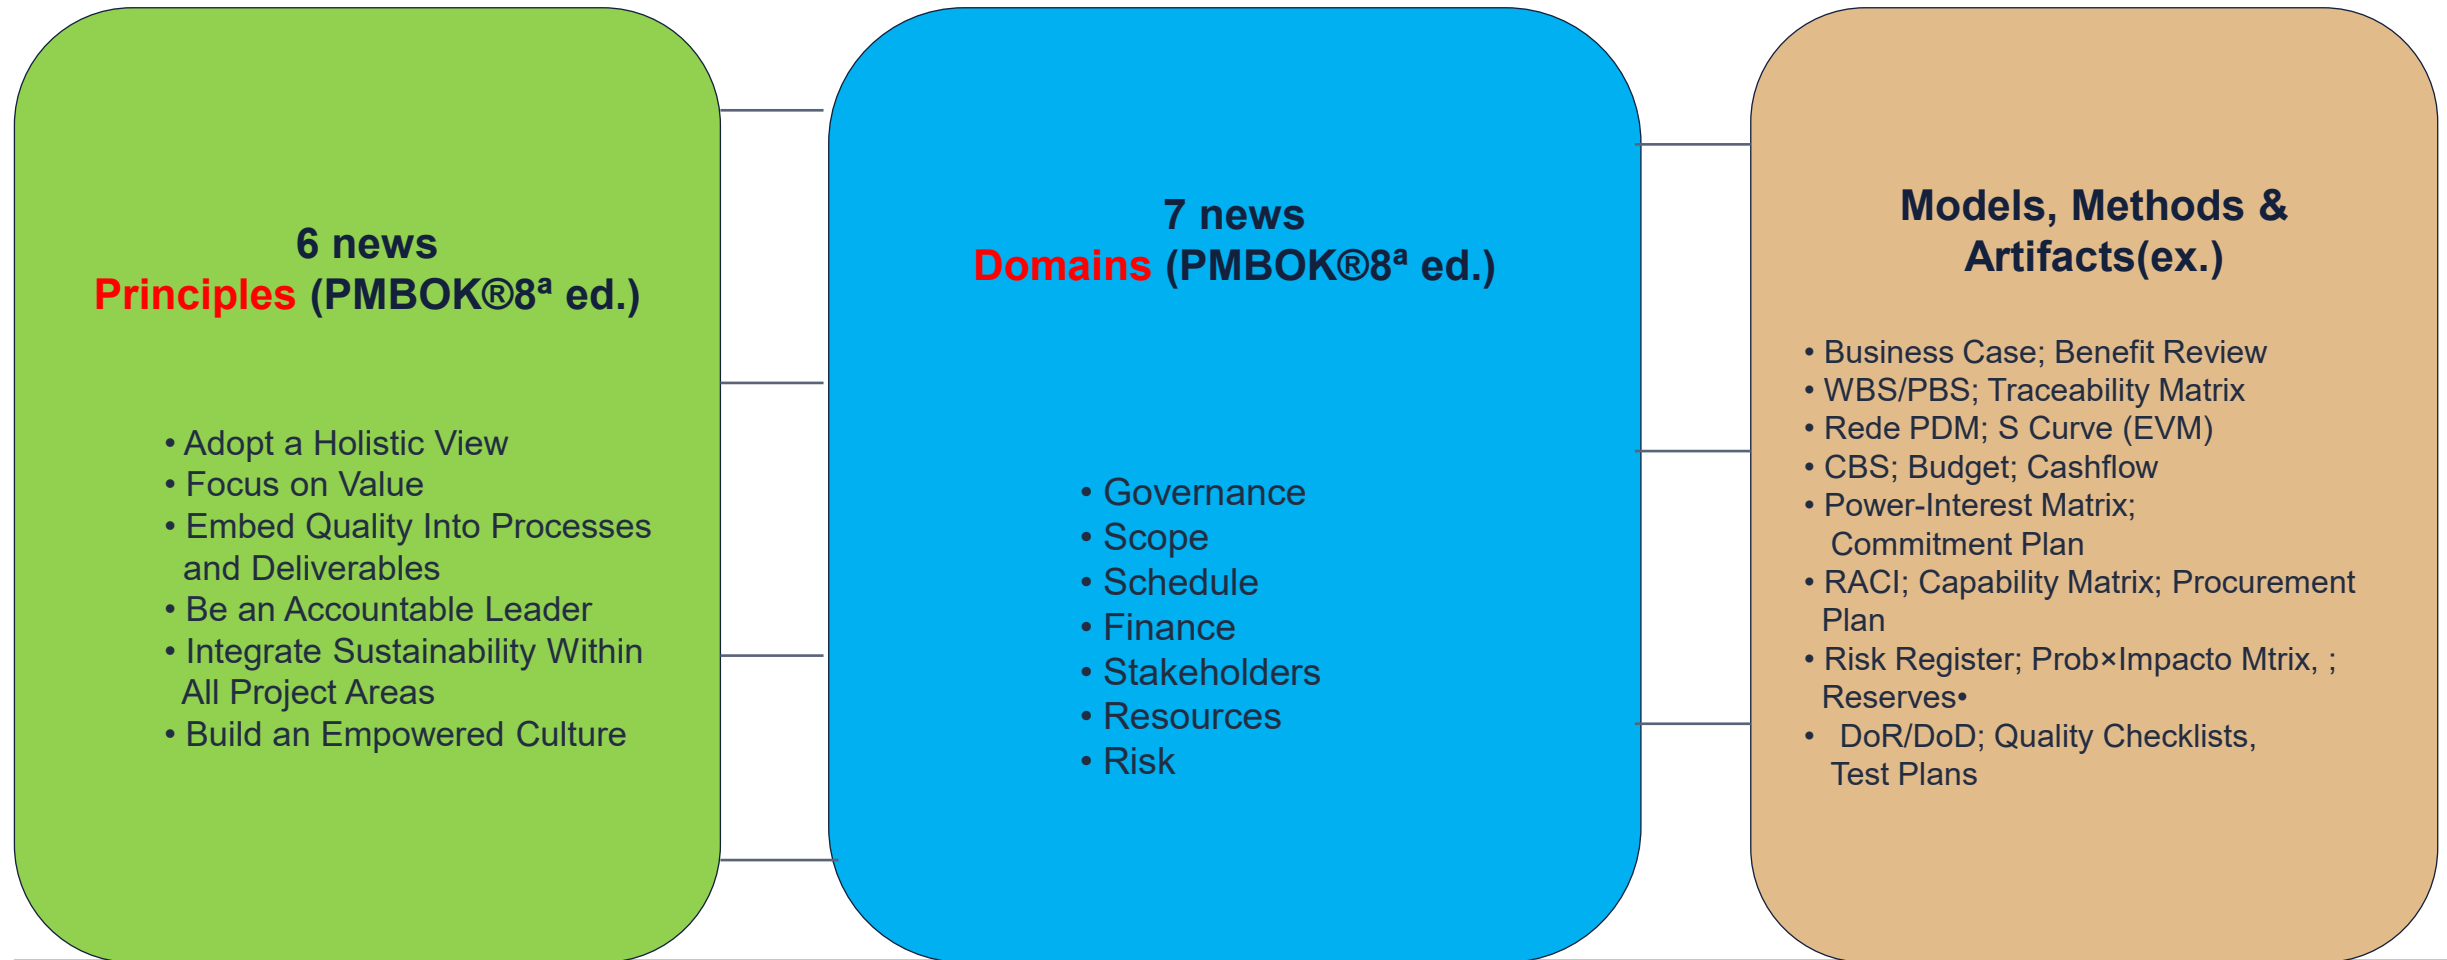 6 news
Principles (PMBOK®8ª ed.)
• Adopt a Holistic View
• Focus on Value
• Embed Quality Into Processes
and Deliverables
• Be an Accountable Leader
• Integrate Sustainability Within
All Project Areas
• Build an Empowered Culture
7 news
Domains (PMBOK®8ª ed.)
• Governance
• Scope
• Schedule
• Finance
• Stakeholders
• Resources
• Risk
Models, Methods &
Artifacts(ex.)
• Business Case; Benefit Review
• WBS/PBS; Traceability Matrix
• Rede PDM; S Curve (EVM)
• CBS; Budget; Cashflow
• Power-Interest Matrix;
Commitment Plan
• RACI; Capability Matrix; Procurement
Plan
• Risk Register; Prob×Impacto Mtrix, ;
Reserves•
• DoR/DoD; Quality Checklists,
Test Plans